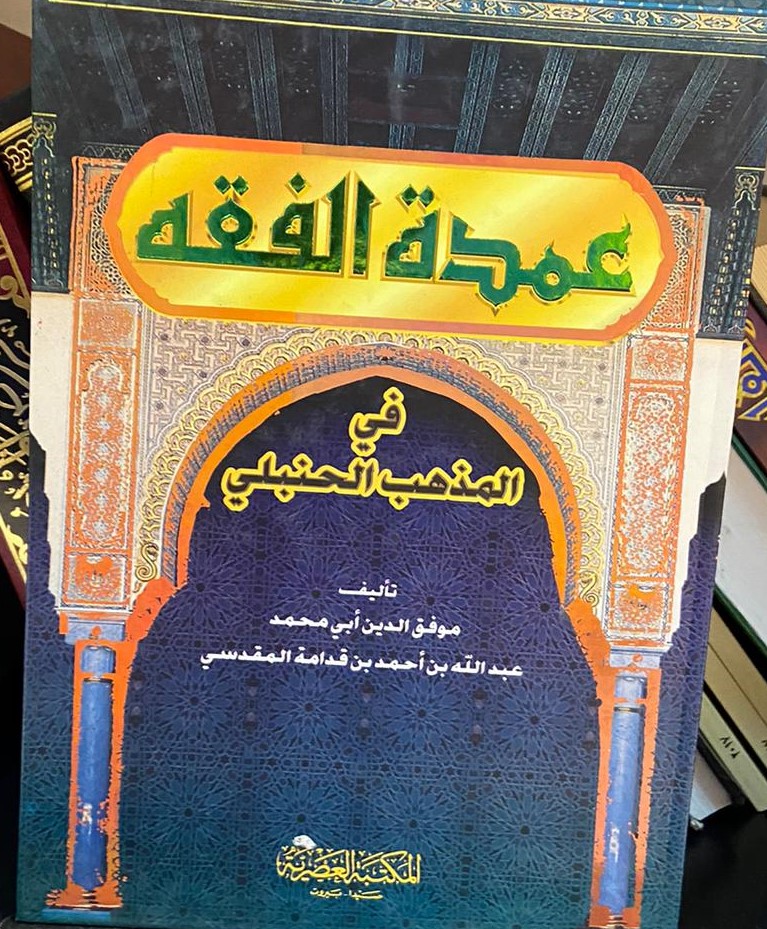 عمدة الفقه
في
المذهب الحنبلي
تأليف
موفق الدين أبي محمد
عبد الله بن أحمد بن قدامة المقدسي
المكتبة العصرية
صيدا - بيروت